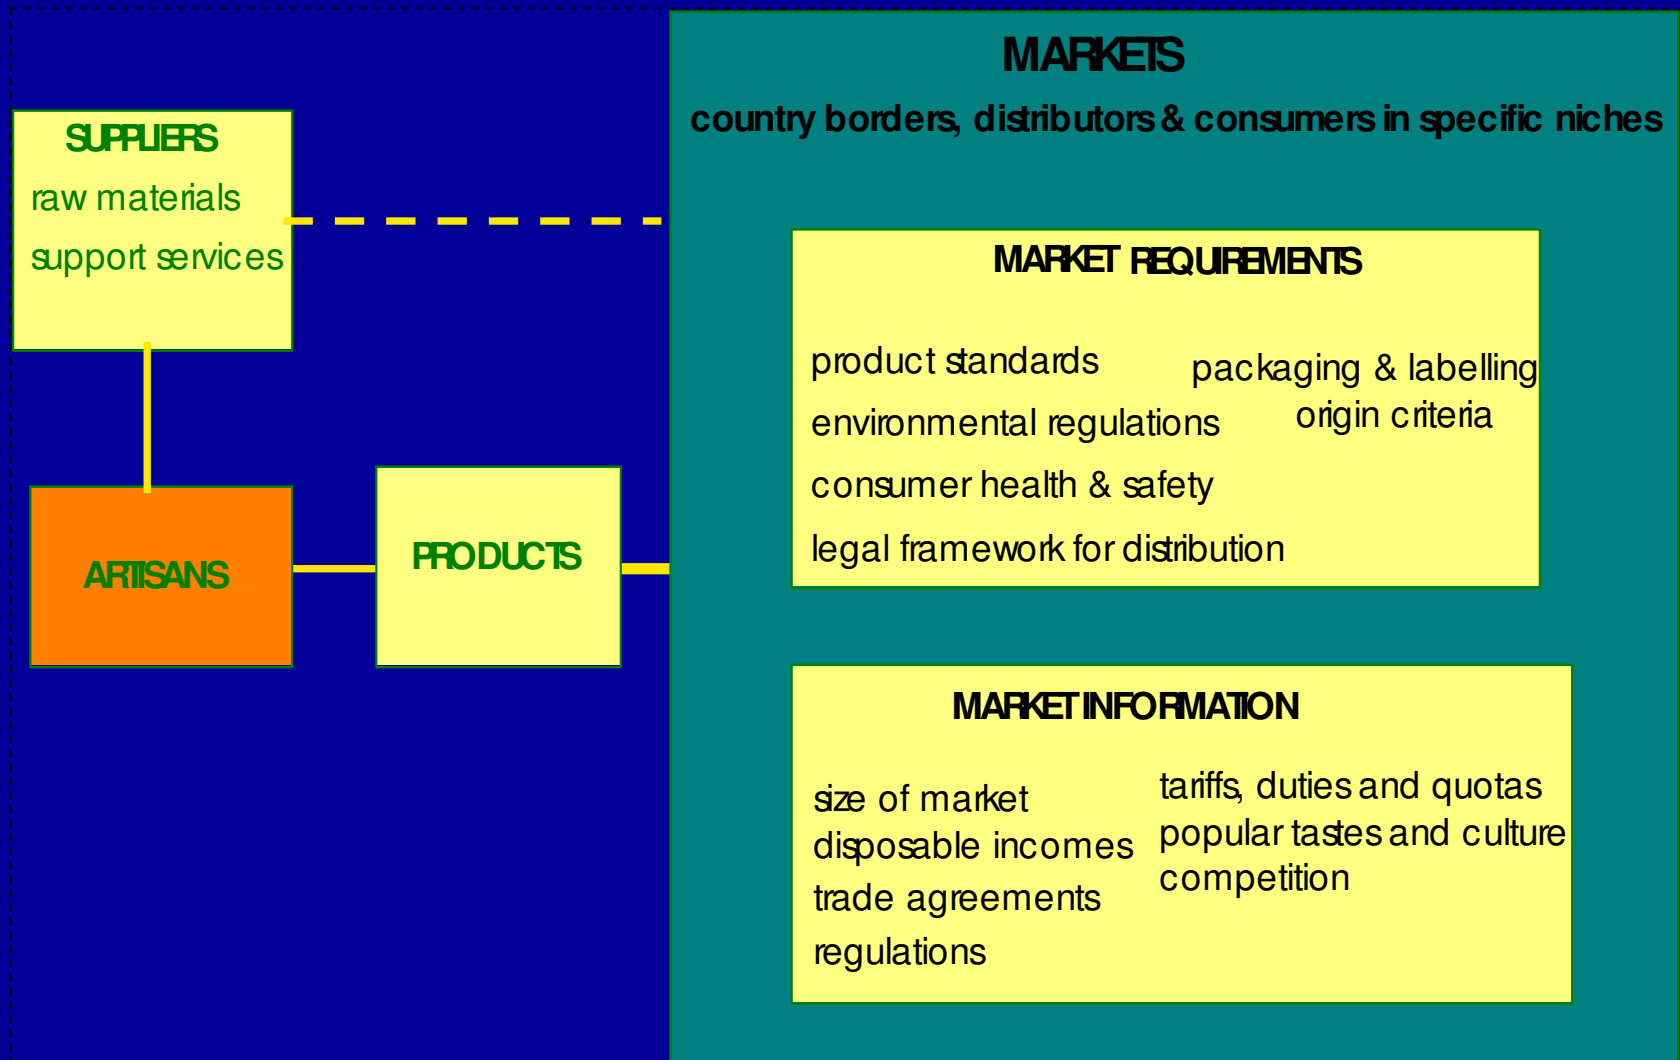 SUPPLIERS
raw materials
support services
ARTISANS
PRODUCTS
MARKETS
country borders, distributors & consumers in specific niches
MARKET REQUIREMENTS
product standards
environmental regulations
consumer health & safety
legal framework for distribution
packaging & labelling
origin criteria
MARKET INFORMATION
size of market
disposable incomes
trade agreements
regulations
tariffs, duties and quotas
popular tastes and culture
competition